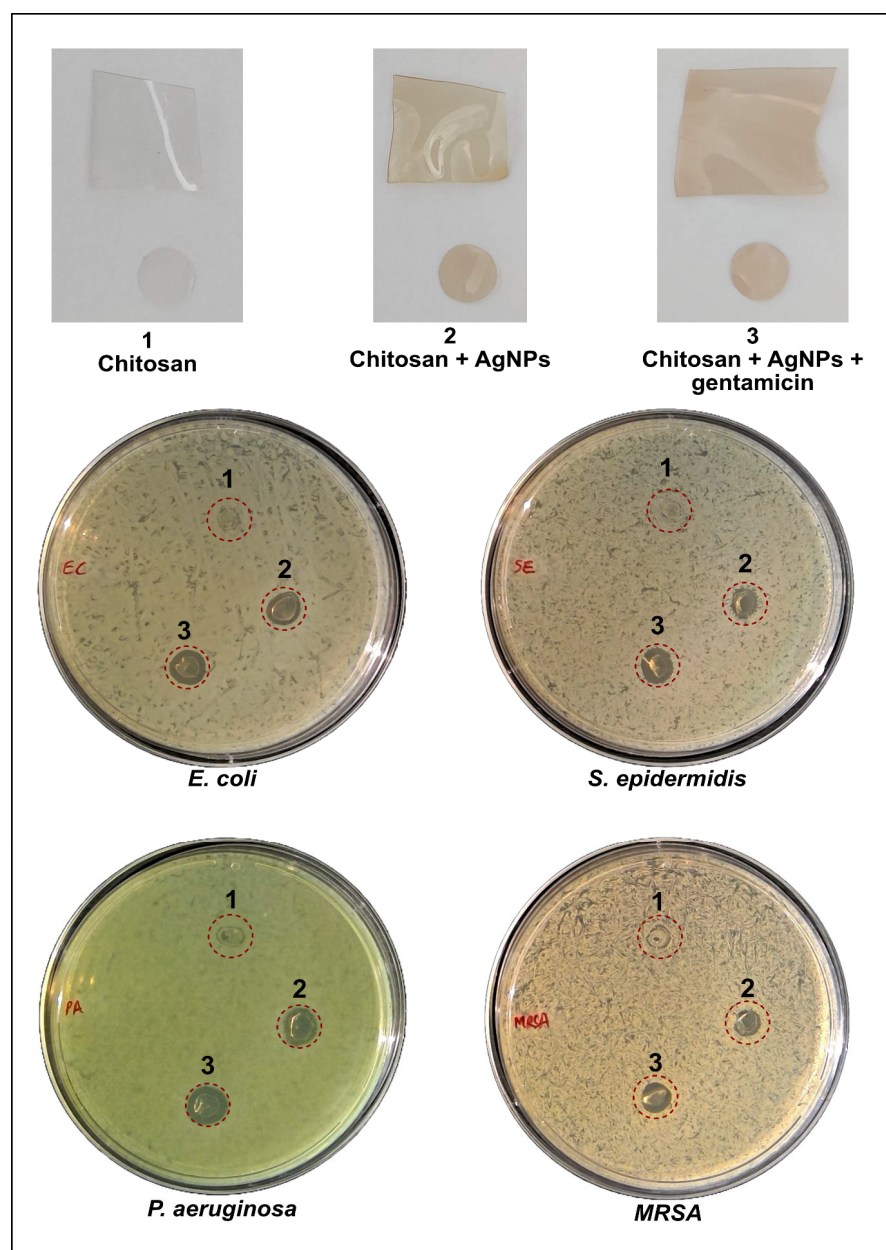 1
Chitosan
2
Chitosan + AgNPs
3
Chitosan + AgNPs +
gentamicin
1
2
3
EC
E. coli
1
2
3
SE
S. epidermidis
1
2
3
PA
P. aeruginosa
1
2
3
MRSA
MRSA